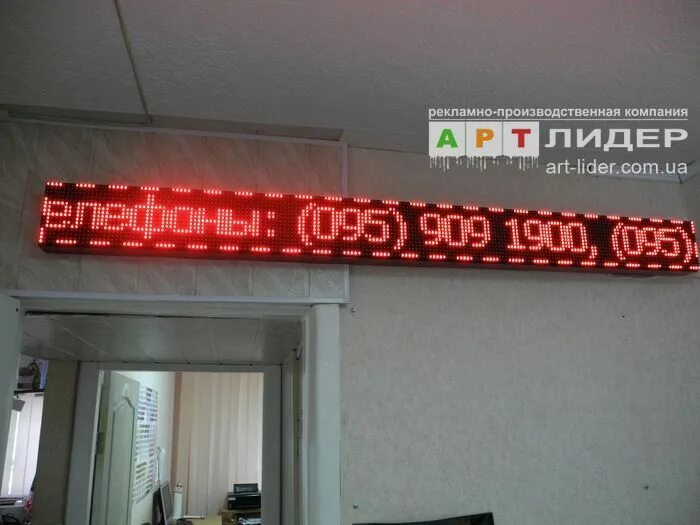 рекламно-производственная компания
АРТ ЛИДЕР
art-lider.com.ua
елефоны: (095) 909 1900, (095)